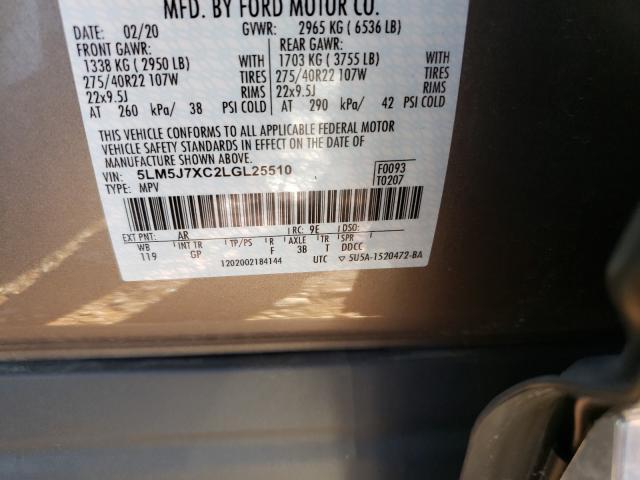 MFD. BY FORD MOTOR CO.
DATE: 02/20 GVWR: 2965 KG ( 6536 LB)
FRONT GAWR: REAR GAWR:
1338 KG ( 2950 LB) WITH 1703 KG ( 3755 LB) WITH
275/40R22 107W TIRES 275/40R22 107W TIRES
22x9.5J RIMS 22x9.5J RIMS
AT 260 kPa/ 38 PSI COLD AT 290 kPa/ 42 PSI COLD
THIS VEHICLE CONFORMS TO ALL APPLICABLE FEDERAL MOTOR
VEHICLE SAFETY STANDARDS IN EFFECT ON THE DATE OF
MANUFACTURE SHOWN ABOVE.
VIN: 5LM5J7XC2LGL25510 F0093
TYPE: MPV T0207
EXT PNT: AR RC: 9E DSO:
WB INT TR TP/PS R AXLE TR SPR
119 GP F 3B T DDCC
1202002184144 UTC ▽ 5U5A-1520472-BA